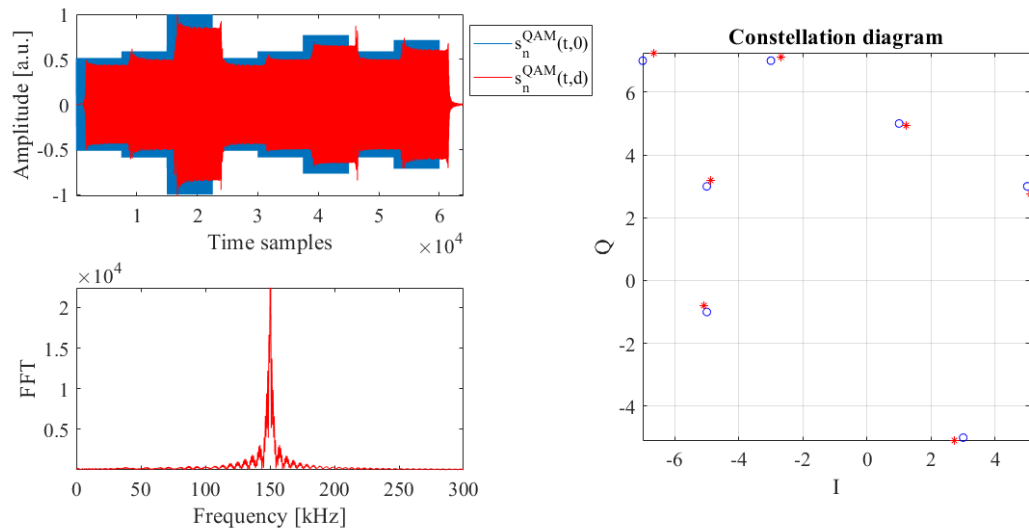 1
0.5
0
-0.5
-1
Amplitude [a.u.]
1 2 3 4 5 6
×10^4
Time samples
s_n^QAM(t,0)
s_n^QAM(t,d)
×10^4
2
1.5
1
0.5
FFT
0 50 100 150 200 250 300
Frequency [kHz]
Constellation diagram
6
4
2
0
-2
-4
Q
-6 -4 -2 0 2 4
I